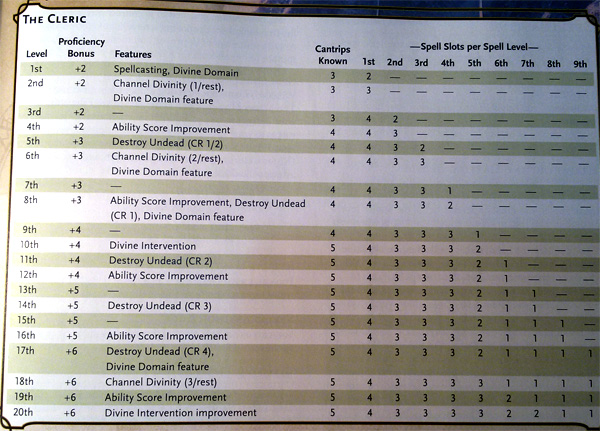 THE CLERIC
Proficiency Cantrips —Spell Slots per Spell Level—
Level Bonus Features Known 1st 2nd 3rd 4th 5th 6th 7th 8th 9th
1st +2 Spellcasting, Divine Domain 3 2 — — — — — — — —
2nd +2 Channel Divinity (1/rest), 3 3 — — — — — — — —
Divine Domain feature
3rd +2 — 3 4 2 — — — — — — —
4th +2 Ability Score Improvement 4 4 3 — — — — — — —
5th +3 Destroy Undead (CR 1/2) 4 4 3 2 — — — — — —
6th +3 Channel Divinity (2/rest), 4 4 3 3 — — — — — —
Divine Domain feature
7th +3 — 4 4 3 3 1 — — — — —
8th +3 Ability Score Improvement, Destroy Undead 4 4 3 3 2 — — — — —
(CR 1), Divine Domain feature
9th +4 — 4 4 3 3 3 1 — — — —
10th +4 Divine Intervention 5 4 3 3 3 2 — — — —
11th +4 Destroy Undead (CR 2) 5 4 3 3 3 2 1 — — —
12th +4 Ability Score Improvement 5 4 3 3 3 2 1 — — —
13th +5 — 5 4 3 3 3 2 1 1 — —
14th +5 Destroy Undead (CR 3) 5 4 3 3 3 2 1 1 — —
15th +5 — 5 4 3 3 3 2 1 1 1 —
16th +5 Ability Score Improvement 5 4 3 3 3 2 1 1 1 —
17th +6 Destroy Undead (CR 4), 5 4 3 3 3 2 1 1 1 1
Divine Domain feature
18th +6 Channel Divinity (3/rest) 5 4 3 3 3 3 1 1 1 1
19th +6 Ability Score Improvement 5 4 3 3 3 3 2 1 1 1
20th +6 Divine Intervention improvement 5 4 3 3 3 3 2 2 1 1